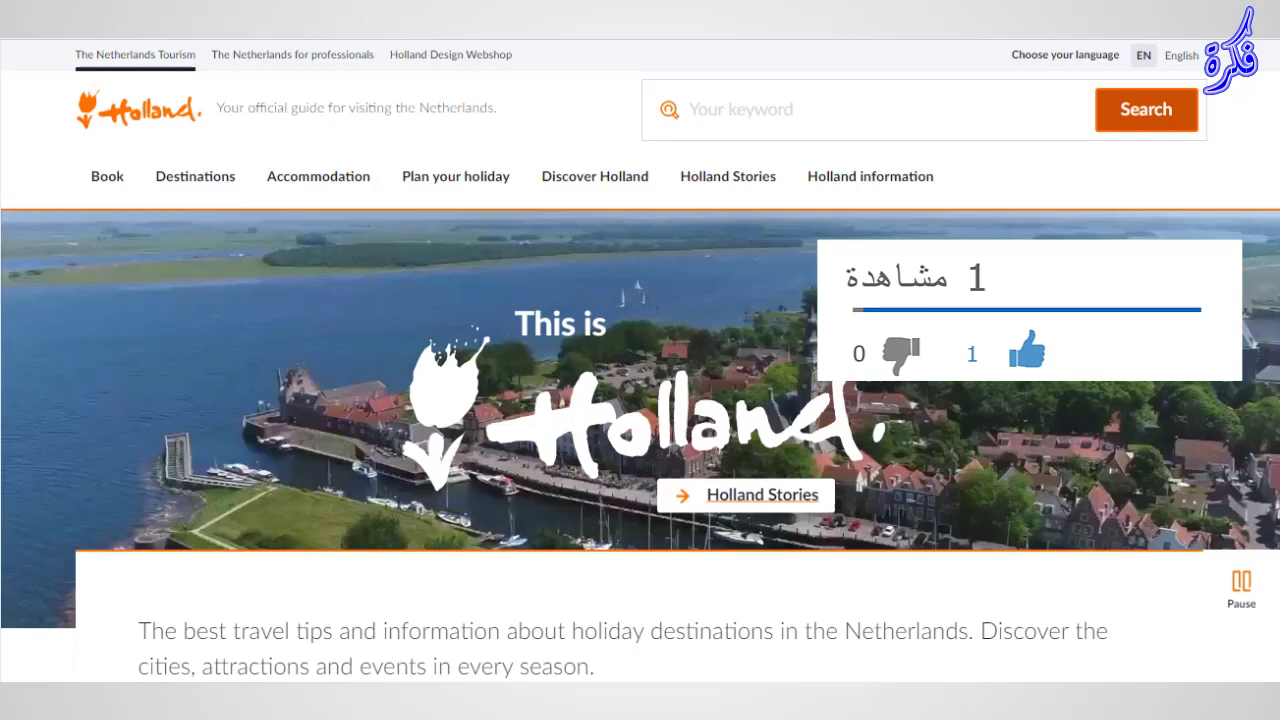 The Netherlands Tourism The Netherlands for professionals Holland Design Webshop Choose your language EN English
فكرة
Holland. Your official guide for visiting the Netherlands. Your keyword Search
Book Destinations Accommodation Plan your holiday Discover Holland Holland Stories Holland information
1 مشاهدة
0 1
This is
Holland.
Holland Stories
Pause
The best travel tips and information about holiday destinations in the Netherlands. Discover the
cities, attractions and events in every season.